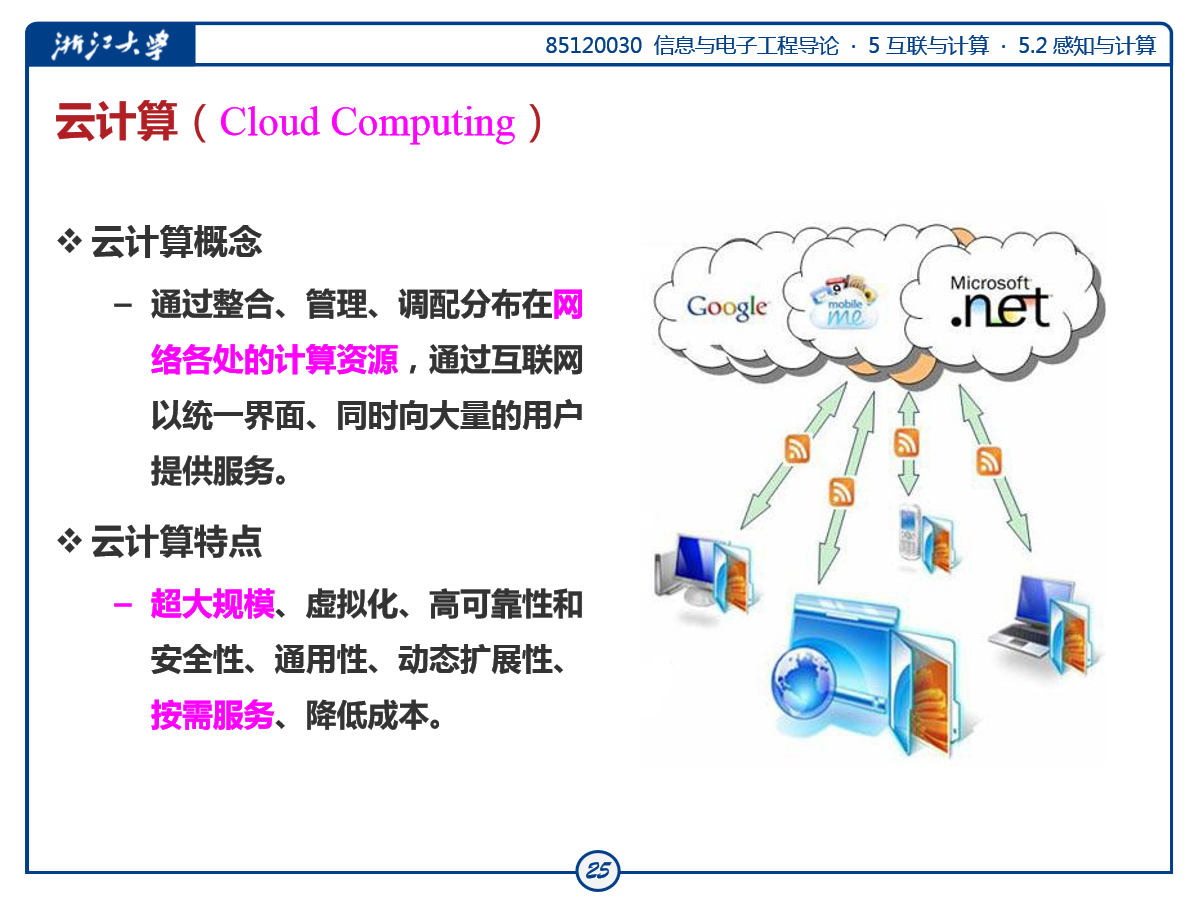 浙江大学
85120030 信息与电子工程导论 · 5 互联与计算 · 5.2 感知与计算
云计算（Cloud Computing）
❖ 云计算概念
– 通过整合、管理、调配分布在网
络各处的计算资源，通过互联网
以统一界面、同时向大量的用户
提供服务。
❖ 云计算特点
– 超大规模、虚拟化、高可靠性和
安全性、通用性、动态扩展性、
按需服务、降低成本。
Google
mobile
me
Microsoft
.net
25